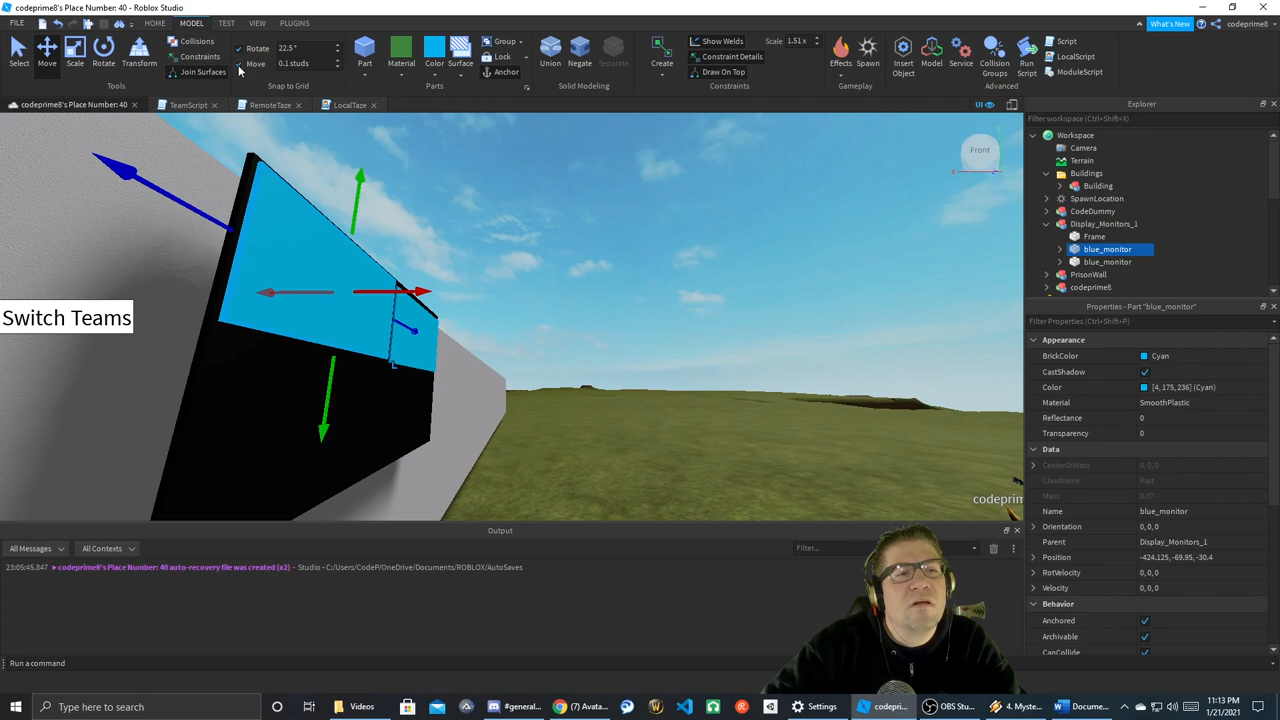 codeprime8's Place Number: 40 - Roblox Studio
FILE HOME MODEL TEST VIEW PLUGINS What's New codeprime8
Select Move Scale Rotate Transform
Collisions
Constraints
Join Surfaces
Tools
Rotate 22.5°
Move 0.1 studs
Snap to Grid
Part Material Color Surface
Group
Lock
Anchor
Parts
Union Negate Separate
Solid Modeling
Create
Show Welds Scale 1.51 x
Constraint Details
Draw On Top
Constraints
Effects Spawn
Gameplay
Insert Object Model Service Collision Groups Run Script
Script
LocalScript
ModuleScript
Advanced
codeprime8's Place Number: 40 TeamScript RemoteTaze LocalTaze UI
Front
Switch Teams
codeprim
Explorer
Filter workspace (Ctrl+Shift+X)
Workspace
Camera
Terrain
Buildings
Building
SpawnLocation
CodeDummy
Display_Monitors_1
Frame
blue_monitor
blue_monitor
PrisonWall
codeprime8
Properties - Part "blue_monitor"
Filter Properties (Ctrl+Shift+P)
Appearance
BrickColor Cyan
CastShadow
Color [4, 175, 236] (Cyan)
Material SmoothPlastic
Reflectance 0
Transparency 0
Data
CenterOfMass 0, 0, 0
ClassName Part
Mass 0.37
Name blue_monitor
Orientation 0, 0, 0
Parent Display_Monitors_1
Position -424.125, -69.95, -30.4
RotVelocity 0, 0, 0
Velocity 0, 0, 0
Behavior
Anchored
Archivable
CanCollide
Output
All Messages All Contexts Filter...
23:05:45.847 codeprime8's Place Number: 40 auto-recovery file was created (x2) - Studio - C:/Users/CodeP/OneDrive/Documents/ROBLOX/AutoSaves
Run a command
Type here to search
Videos #general... (7) Avata... Settings codepri... OBS Stu... 4. Myste... Docume...
11:13 PM
1/21/2021